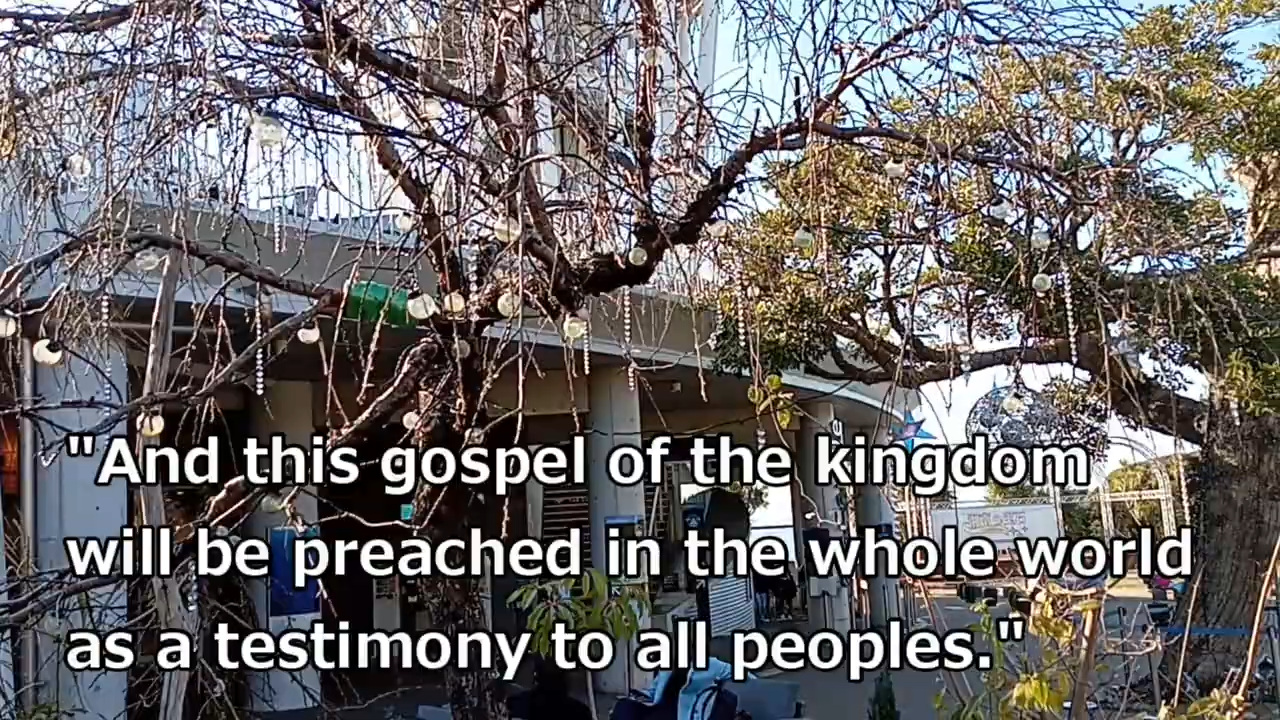 "And this gospel of the kingdom
will be preached in the whole world
as a testimony to all peoples."